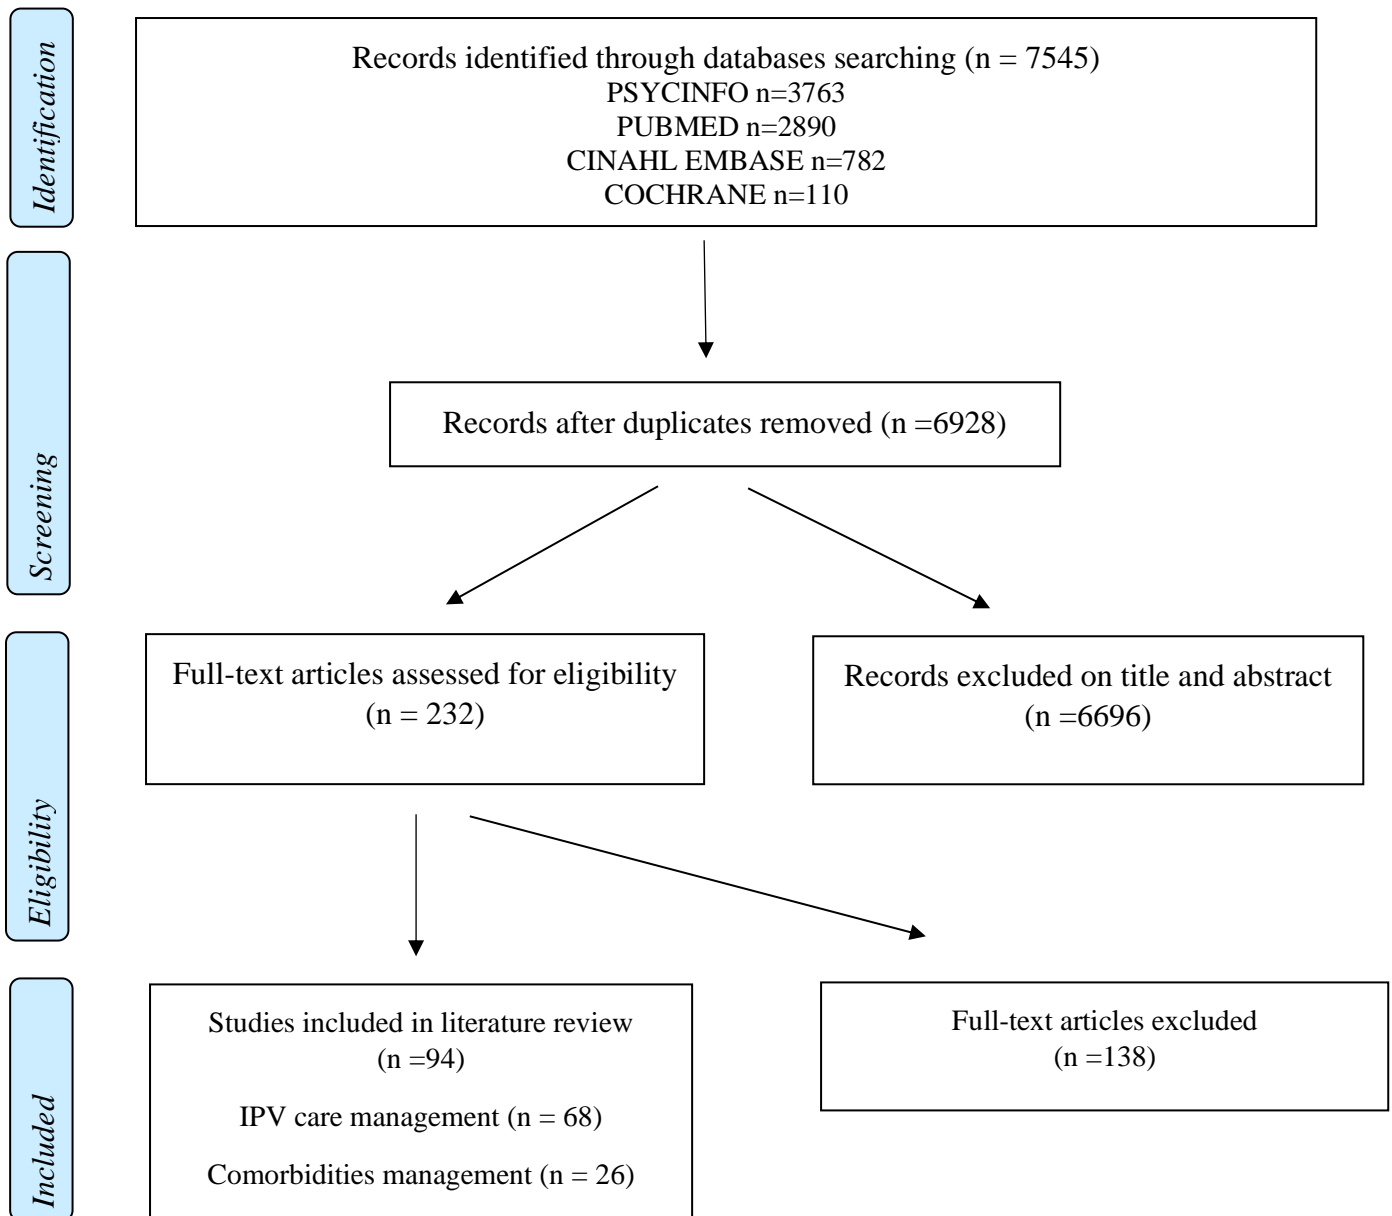 Identification
Records identified through databases searching (n = 7545)
PSYCINFO n=3763
PUBMED n=2890
CINAHL EMBASE n=782
COCHRANE n=110
Screening
Records after duplicates removed (n =6928)
Eligibility
Full-text articles assessed for eligibility
(n = 232)
Records excluded on title and abstract
(n =6696)
Included
Studies included in literature review
(n =94)
IPV care management (n = 68)
Comorbidities management (n = 26)
Full-text articles excluded
(n =138)